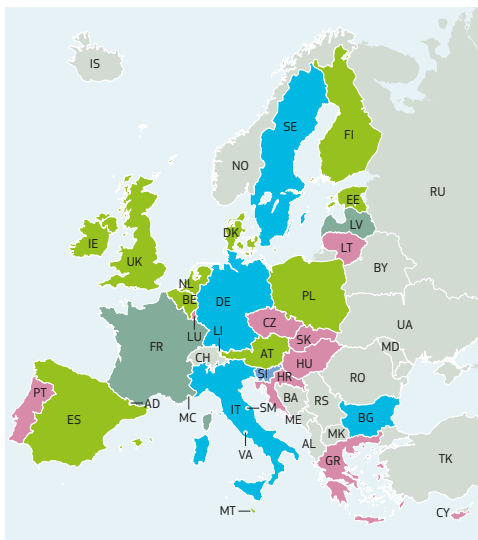 IS
SE
FI
NO
RU
EE
LV
DK
LT
IE
UK
BY
NL
BE
DE
PL
LU
LI
CZ
UA
SK
MD
FR
CH
AT
HU
SI
HR
RO
PT
BA
RS
ES
AD
MC
IT
SM
ME
BG
MK
VA
AL
GR
TK
MT
CY